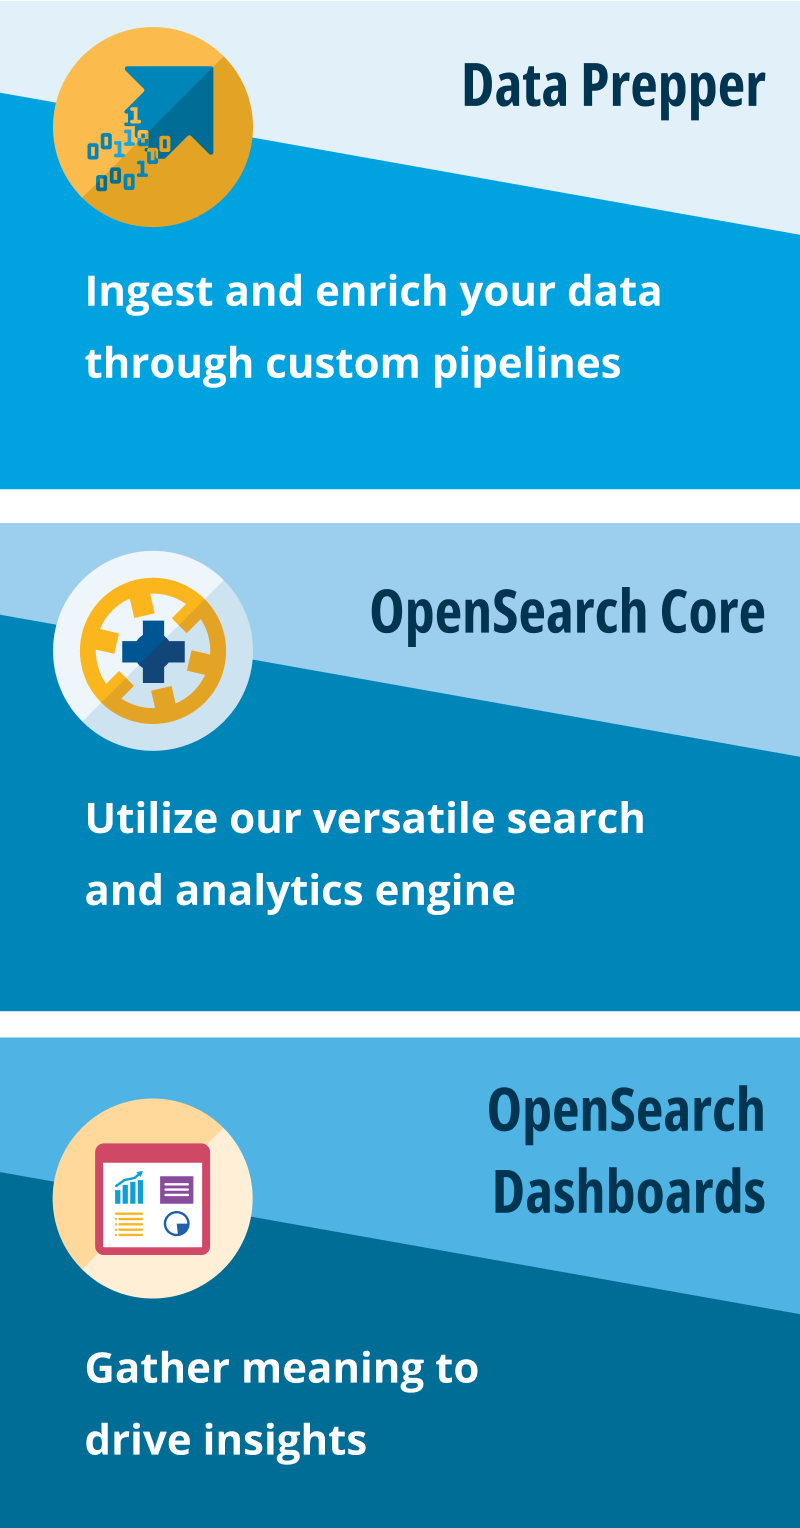 Data Prepper
Ingest and enrich your data
through custom pipelines
OpenSearch Core
Utilize our versatile search
and analytics engine
OpenSearch
Dashboards
Gather meaning to
drive insights